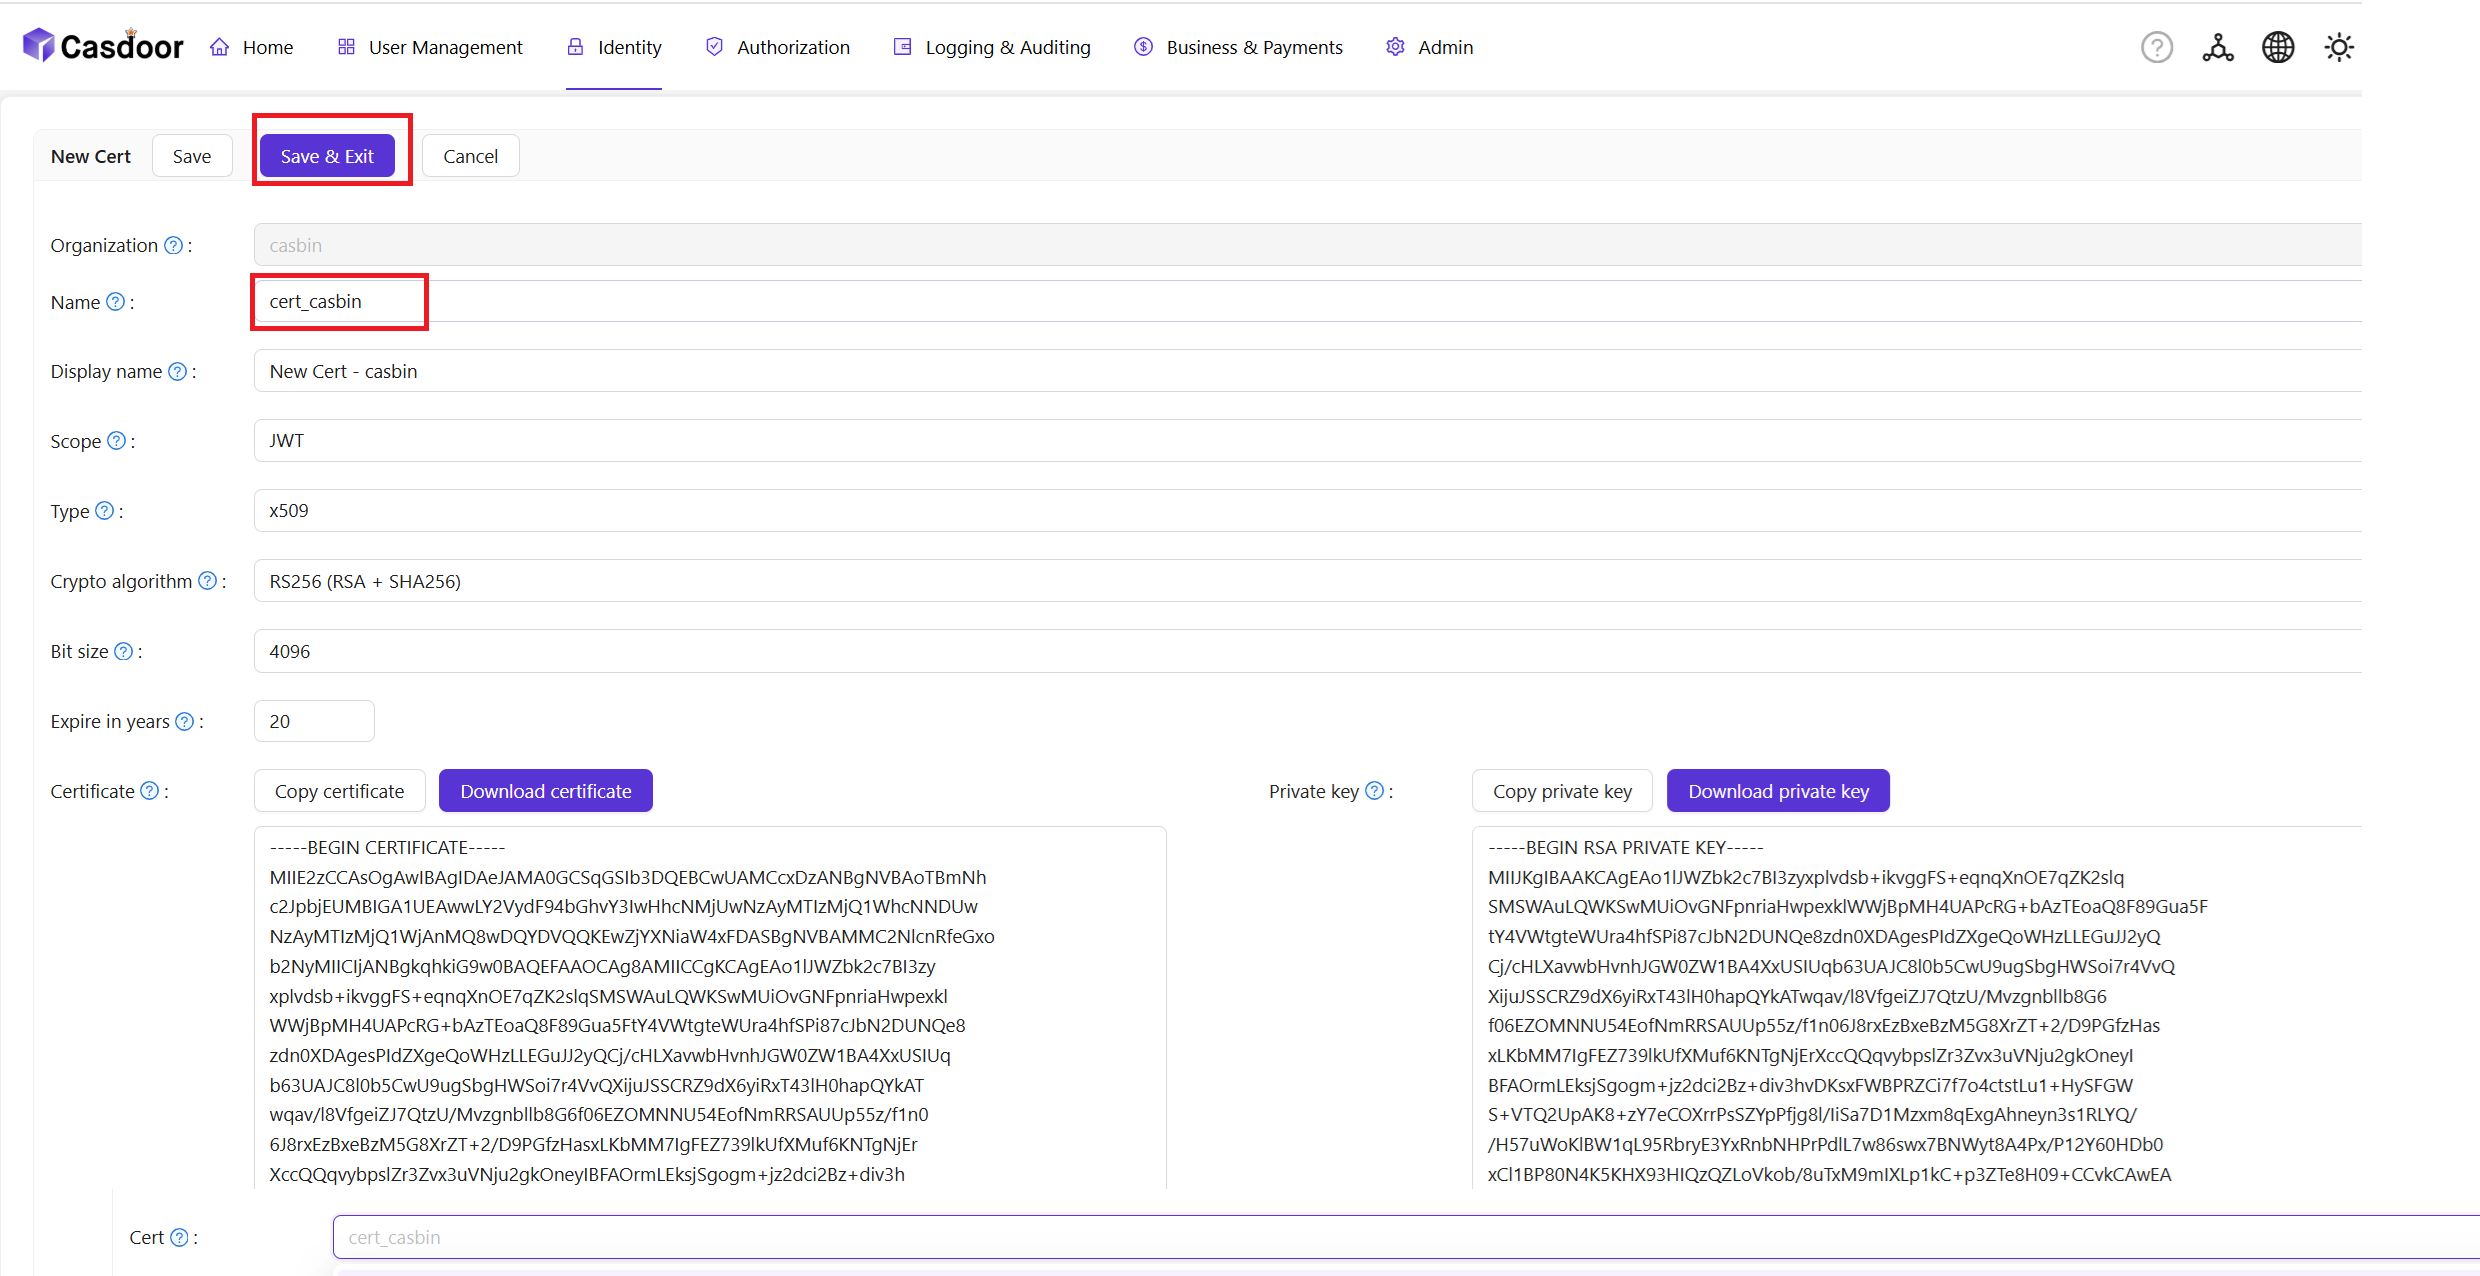 Casdoor Home User Management Identity Authorization Logging & Auditing Business & Payments Admin
New Cert Save Save & Exit Cancel
Organization ? : casbin
Name ? : cert_casbin
Display name ? : New Cert - casbin
Scope ? : JWT
Type ? : x509
Crypto algorithm ? : RS256 (RSA + SHA256)
Bit size ? : 4096
Expire in years ? : 20
Certificate ? : Copy certificate Download certificate
-----BEGIN CERTIFICATE-----
MIIE2zCCAsOgAwIBAgIDAeJAMA0GCSqGSIb3DQEBCwUAMCcxDzANBgNVBAoTBmNh
c2JpbjEUMBIGA1UEAwwLY2VydF94bGhvY3IwHhcNMjUwNzAyMTIzMjQ1WhcNNDUw
NzAyMTIzMjQ1WjAnMQ8wDQYDVQQKEwZjYXNiaW4xFDASBgNVBAMMC2NlcnRfeGxo
b2NyMIICIjANBgkqhkiG9w0BAQEFAAOCAg8AMIICCgKCAgEAo1lJWZbk2c7BI3zy
xplvdsb+ikvggFS+eqnqXnOE7qZK2slqSMSWAuLQWKSwMUiOvGNFpnriaHwpexkl
WWjBpMH4UAPcRG+bAzTEoaQ8F89Gua5FtY4VWtgteWUra4hfSPi87cJbN2DUNQe8
zdn0XDAgesPIdZXgeQoWHzLLEGuJJ2yQCj/cHLXavwbHvnhJGW0ZW1BA4XxUSIUq
b63UAJC8l0b5CwU9ugSbgHWSoi7r4VvQXijuJSSCRZ9dX6yiRxT43lH0hapQYkAT
wqav/l8VfgeiZJ7QtzU/Mvzgnbllb8G6f06EZOMNNU54EofNmRRSAUUp55z/f1n0
6J8rxEzBxeBzM5G8XrZT+2/D9PGfzHasxLKbMM7IgFEZ739lkUfXMuf6KNTgNjEr
XccQQqvybpslZr3Zvx3uVNju2gkOneyIBFAOrmLEksjSgogm+jz2dci2Bz+div3h
Private key ? : Copy private key Download private key
-----BEGIN RSA PRIVATE KEY-----
MIIJKgIBAAKCAgEAo1lJWZbk2c7BI3zyxplvdsb+ikvggFS+eqnqXnOE7qZK2slq
SMSWAuLQWKSwMUiOvGNFpnriaHwpexklWWjBpMH4UAPcRG+bAzTEoaQ8F89Gua5F
tY4VWtgteWUra4hfSPi87cJbN2DUNQe8zdn0XDAgesPIdZXgeQoWHzLLEGuJJ2yQ
Cj/cHLXavwbHvnhJGW0ZW1BA4XxUSIUqb63UAJC8l0b5CwU9ugSbgHWSoi7r4VvQ
XijuJSSCRZ9dX6yiRxT43lH0hapQYkATwqav/l8VfgeiZJ7QtzU/Mvzgnbllb8G6
f06EZOMNNU54EofNmRRSAUUp55z/f1n06J8rxEzBxeBzM5G8XrZT+2/D9PGfzHas
xLKbMM7IgFEZ739lkUfXMuf6KNTgNjErXccQQqvybpslZr3Zvx3uVNju2gkOneyI
BFAOrmLEksjSgogm+jz2dci2Bz+div3hvDKsxFWBPRZCi7f7o4ctstLu1+HySFGW
S+VTQ2UpAK8+zY7eCOXrrPsSZYpPfjg8l/IiSa7D1Mzxm8qExgAhneyn3s1RLYQ/
/H57uWoKlBW1qL95RbryE3YxRnbNHPrPdlL7w86swx7BNWyt8A4Px/P12Y60HDb0
xCl1BP80N4K5KHX93HIQzQZLoVkob/8uTxM9mIXLp1kC+p3ZTe8H09+CCvkCAwEA
Cert ? : cert_casbin